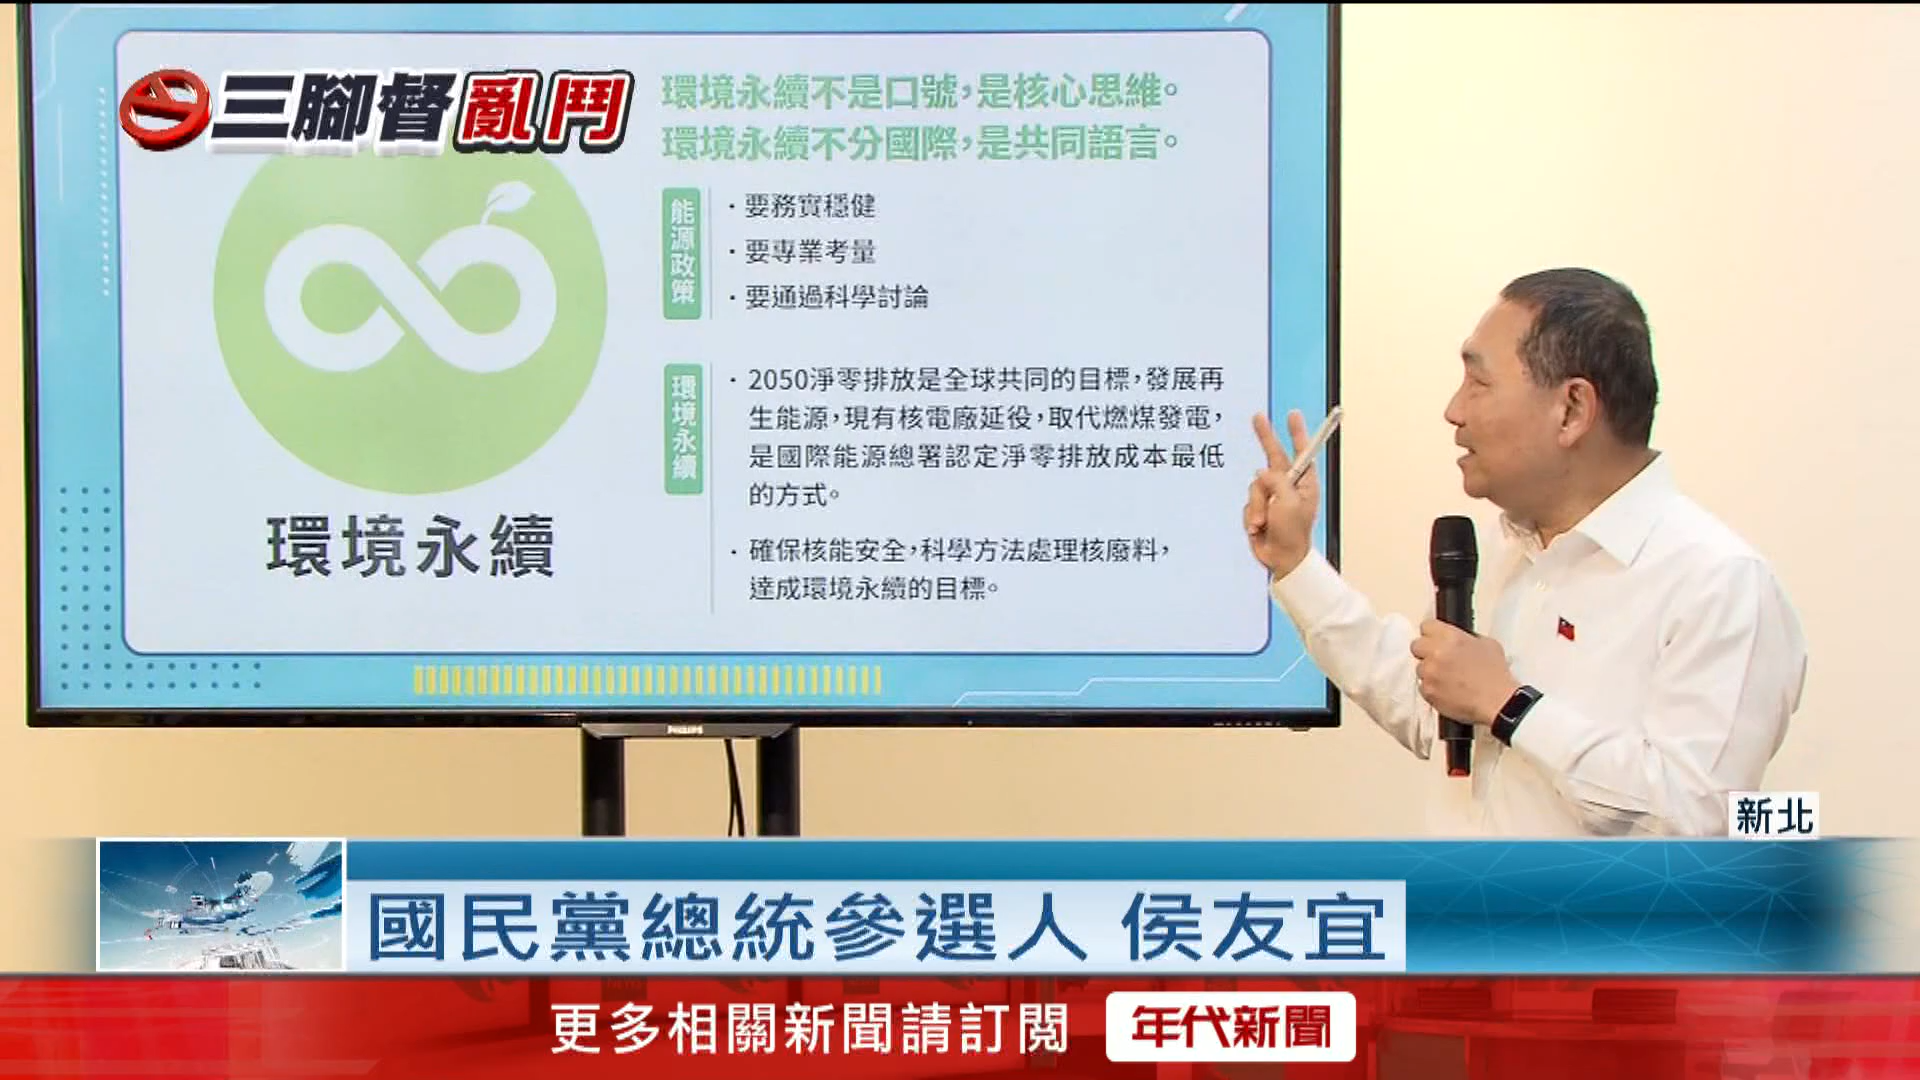 三腳督亂鬥
環境永續不是口號，是核心思維。
環境永續不分國際，是共同語言。
能源政策
·要務實穩健
·要專業考量
·要通過科學討論
環境永續
·2050淨零排放是全球共同的目標，發展再
生能源，現有核電廠延役，取代燃煤發電，
是國際能源總署認定淨零排放成本最低
的方式。
·確保核能安全，科學方法處理核廢料，
達成環境永續的目標。
環境永續
PHILIPS
新北
國民黨總統參選人 侯友宜
更多相關新聞請訂閱 年代新聞